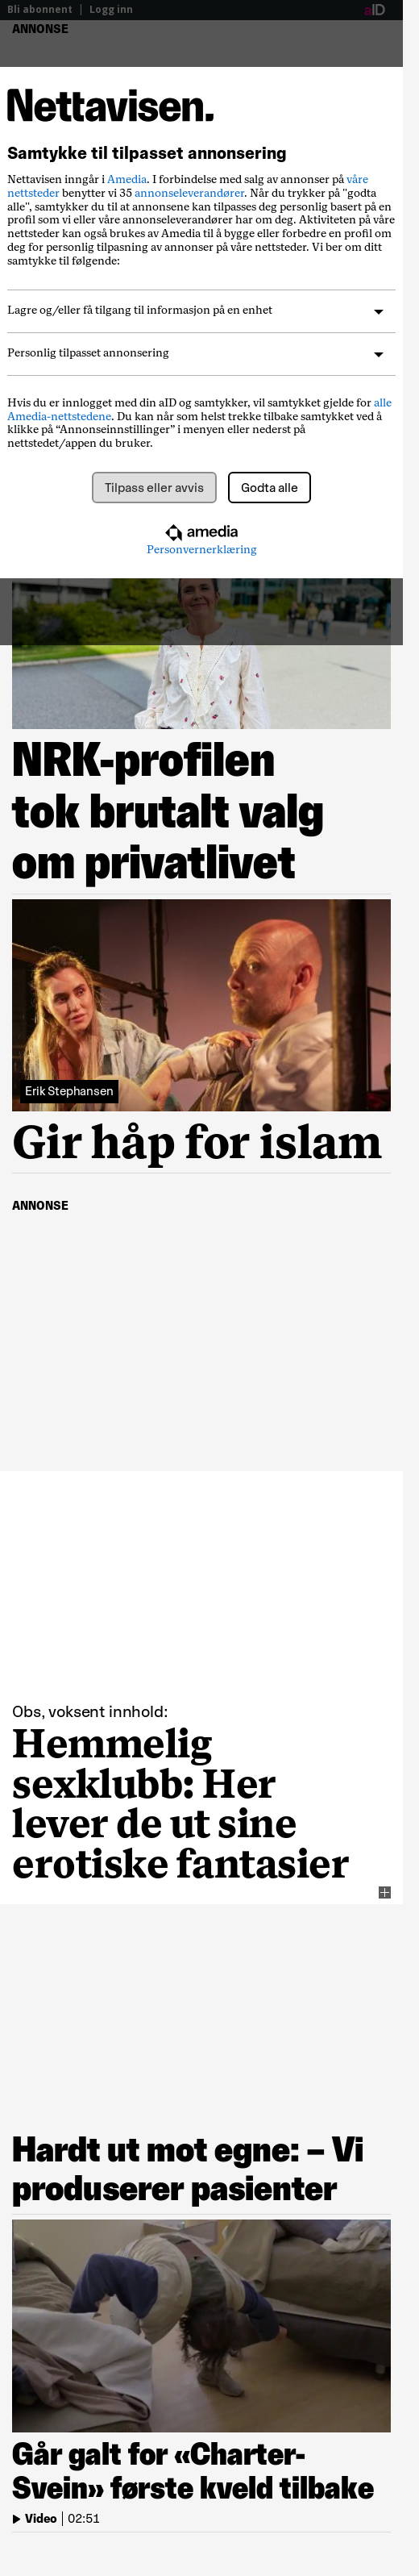 Bli abonnent | Logg inn
aID
ANNONSE
Nettavisen.
Samtykke til tilpasset annonsering
Nettavisen inngår i Amedia. I forbindelse med salg av annonser på våre
nettsteder benytter vi 35 annonseleverandører. Når du trykker på "godta
alle", samtykker du til at annonsene kan tilpasses deg personlig basert på en
profil som vi eller våre annonseleverandører har om deg. Aktiviteten på våre
nettsteder kan også brukes av Amedia til å bygge eller forbedre en profil om
deg for personlig tilpasning av annonser på våre nettsteder. Vi ber om ditt
samtykke til følgende:
Lagre og/eller få tilgang til informasjon på en enhet
Personlig tilpasset annonsering
Hvis du er innlogget med din aID og samtykker, vil samtykket gjelde for alle
Amedia-nettstedene. Du kan når som helst trekke tilbake samtykket ved å
klikke på “Annonseinnstillinger” i menyen eller nederst på
nettstedet/appen du bruker.
Tilpass eller avvis
Godta alle
amedia
Personvernerklæring
NRK-profilen
tok brutalt valg
om privatlivet
Erik Stephansen
Gir håp for islam
ANNONSE
Obs, voksent innhold:
Hemmelig
sexklubb: Her
lever de ut sine
erotiske fantasier
Hardt ut mot egne: – Vi
produserer pasienter
Går galt for «Charter-
Svein» første kveld tilbake
Video | 02:51